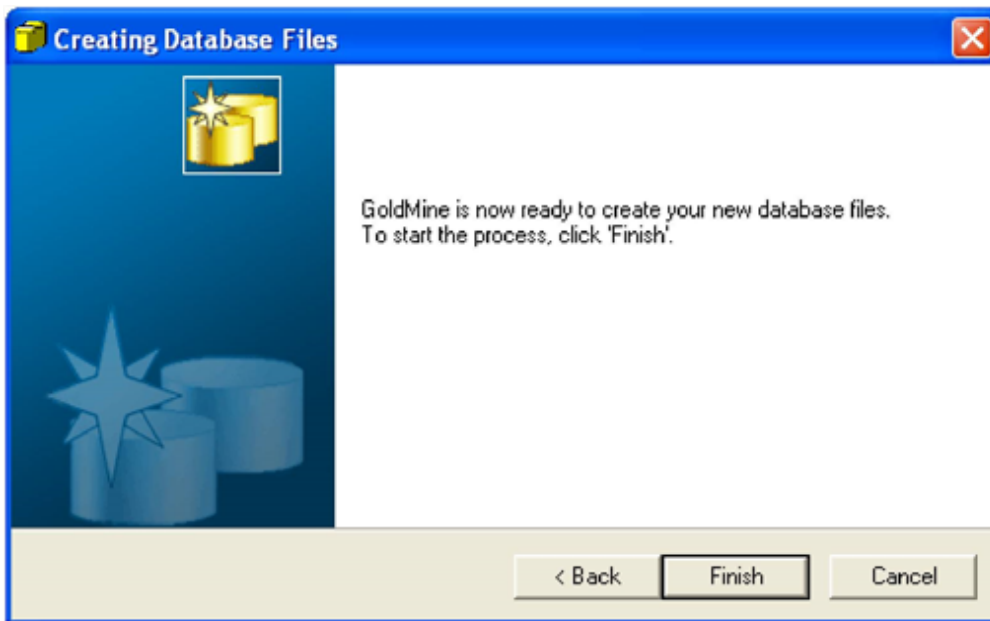 Creating Database Files
GoldMine is now ready to create your new database files.
To start the process, click 'Finish'.
< Back
Finish
Cancel